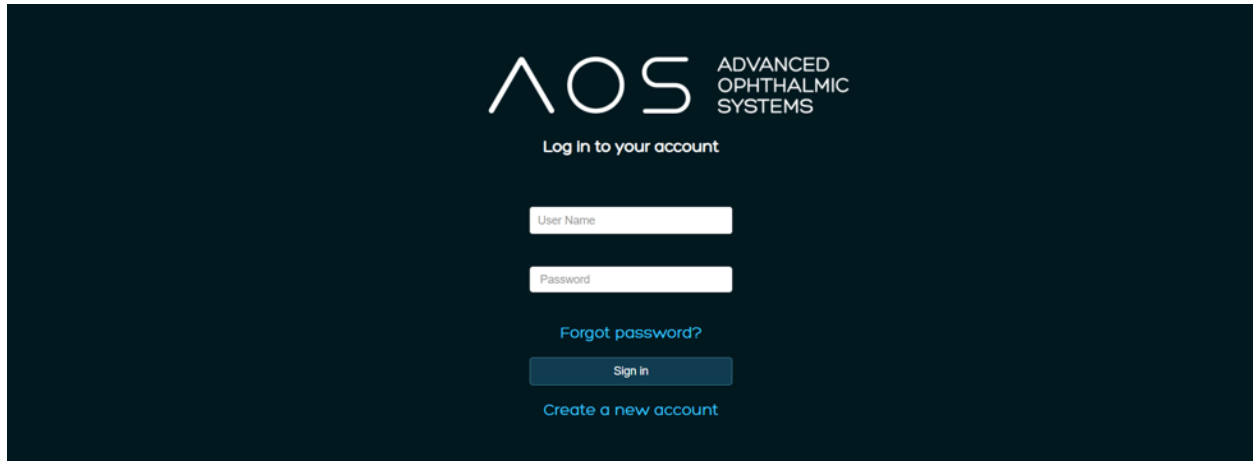 AOS
ADVANCED
OPHTHALMIC
SYSTEMS
Log in to your account
User Name
Password
Forgot password?
Sign in
Create a new account